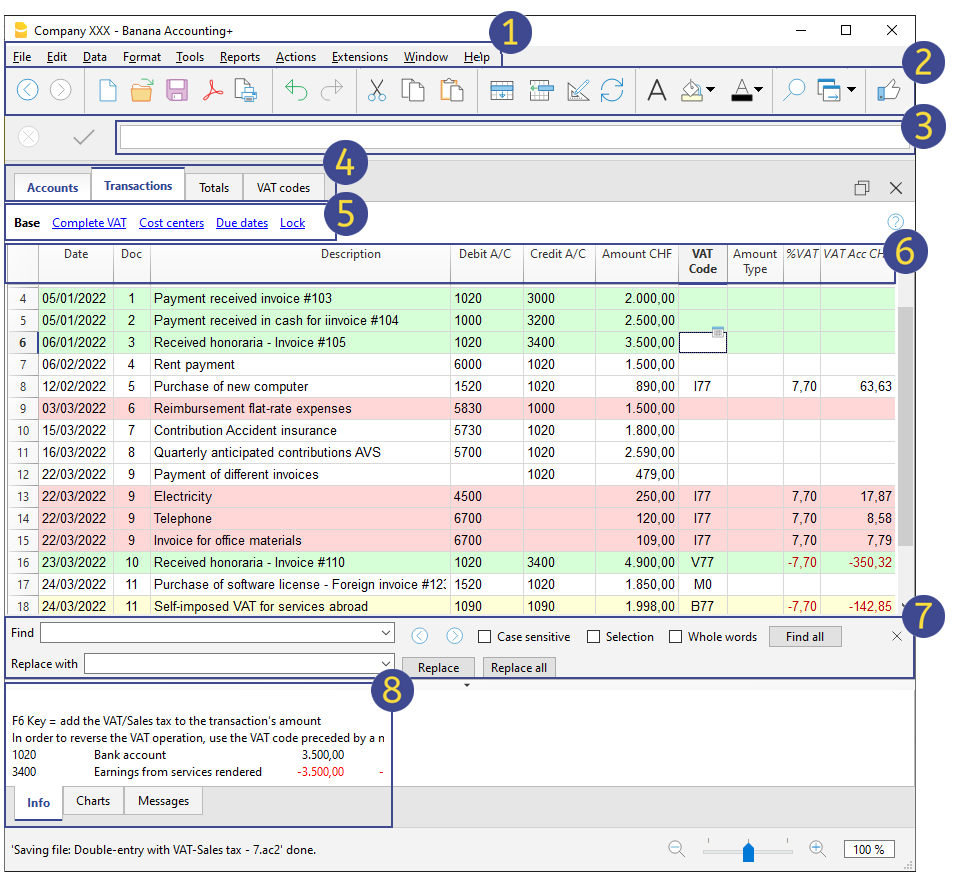 Company XXX - Banana Accounting+
1
File Edit Data Format Tools Reports Actions Extensions Window Help
2
A A
3
4
Accounts Transactions Totals VAT codes
5
Base Complete VAT Cost centers Due dates Lock ?
6
Date Doc Description Debit A/C Credit A/C Amount CHF VAT Code Amount Type %VAT VAT Acc CH
4 05/01/2022 1 Payment received invoice #103 1020 3000 2.000,00
5 05/01/2022 2 Payment received in cash for iinvoice #104 1000 3200 2.500,00
6 06/01/2022 3 Received honoraria - Invoice #105 1020 3400 3.500,00
7 06/02/2022 4 Rent payment 6000 1020 1.500,00
8 12/02/2022 5 Purchase of new computer 1520 1020 890,00 I77 7,70 63,63
9 03/03/2022 6 Reimbursement flat-rate expenses 5830 1000 1.500,00
10 15/03/2022 7 Contribution Accident insurance 5730 1020 1.800,00
11 16/03/2022 8 Quarterly anticipated contributions AVS 5700 1020 2.590,00
12 22/03/2022 9 Payment of different invoices 1020 479,00
13 22/03/2022 9 Electricity 4500 250,00 I77 7,70 17,87
14 22/03/2022 9 Telephone 6700 120,00 I77 7,70 8,58
15 22/03/2022 9 Invoice for office materials 6700 109,00 I77 7,70 7,79
16 23/03/2022 10 Received honoraria - Invoice #110 1020 3400 4.900,00 V77 -7,70 -350,32
17 24/03/2022 11 Purchase of software license - Foreign invoice #123 1520 1020 1.850,00 M0
18 24/03/2022 11 Self-imposed VAT for services abroad 1090 1090 1.998,00 B77 -7,70 -142,85
7
Find Case sensitive Selection Whole words Find all
Replace with Replace Replace all
8
F6 Key = add the VAT/Sales tax to the transaction's amount
In order to reverse the VAT operation, use the VAT code preceded by a n
1020 Bank account 3.500,00
3400 Earnings from services rendered -3.500,00 -
Info Charts Messages
'Saving file: Double-entry with VAT-Sales tax - 7.ac2' done. 100 %